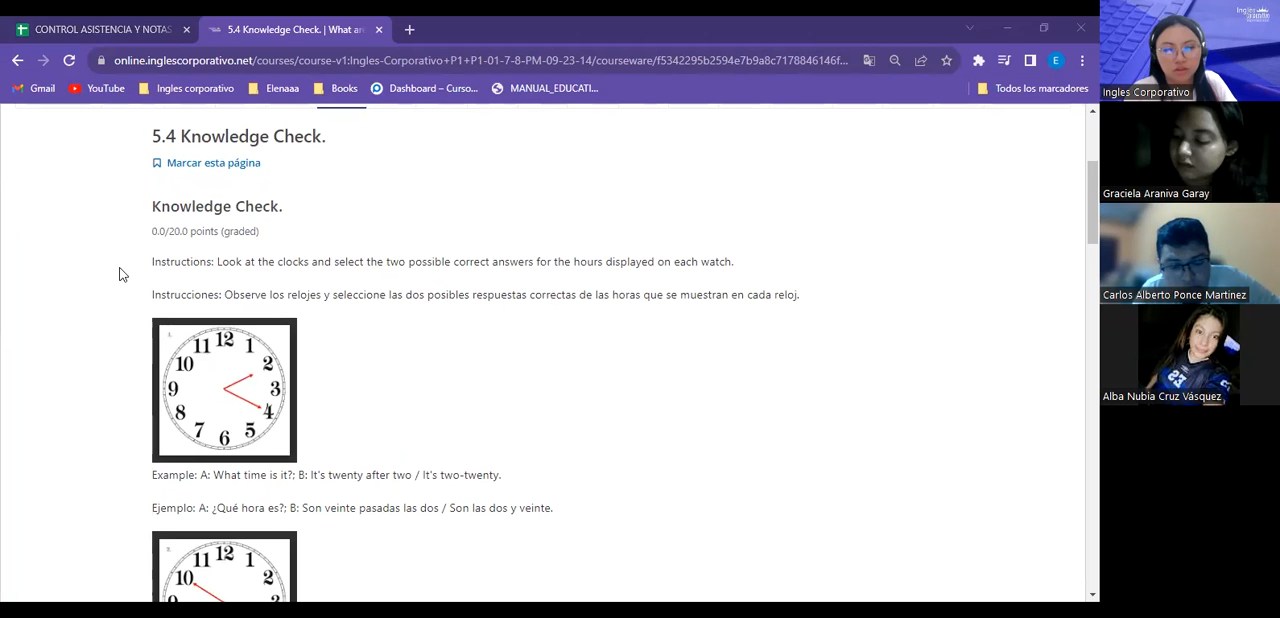 CONTROL ASISTENCIA Y NOTAS
5.4 Knowledge Check. | What ar
online.inglescorporativo.net/courses/course-v1:Ingles-Corporativo+P1+P1-01-7-8-PM-09-23-14/courseware/f5342295b2594e7b9a8c7178846146f...
E
Gmail
YouTube
Ingles corporativo
Elenaaa
Books
Dashboard – Curso...
MANUAL_EDUCATI...
Todos los marcadores
5.4 Knowledge Check.
Marcar esta página
Knowledge Check.
0.0/20.0 points (graded)
Instructions: Look at the clocks and select the two possible correct answers for the hours displayed on each watch.
Instrucciones: Observe los relojes y seleccione las dos posibles respuestas correctas de las horas que se muestran en cada reloj.
1.
12
11 1
10 2
9 3
8 4
7 5
6
Example: A: What time is it?; B: It's twenty after two / It's two-twenty.
Ejemplo: A: ¿Qué hora es?; B: Son veinte pasadas las dos / Son las dos y veinte.
2.
12
11 1
10 2
Ingles
Ingles Corporativo
Graciela Araniva Garay
Carlos Alberto Ponce Martinez
23
Alba Nubia Cruz Vásquez